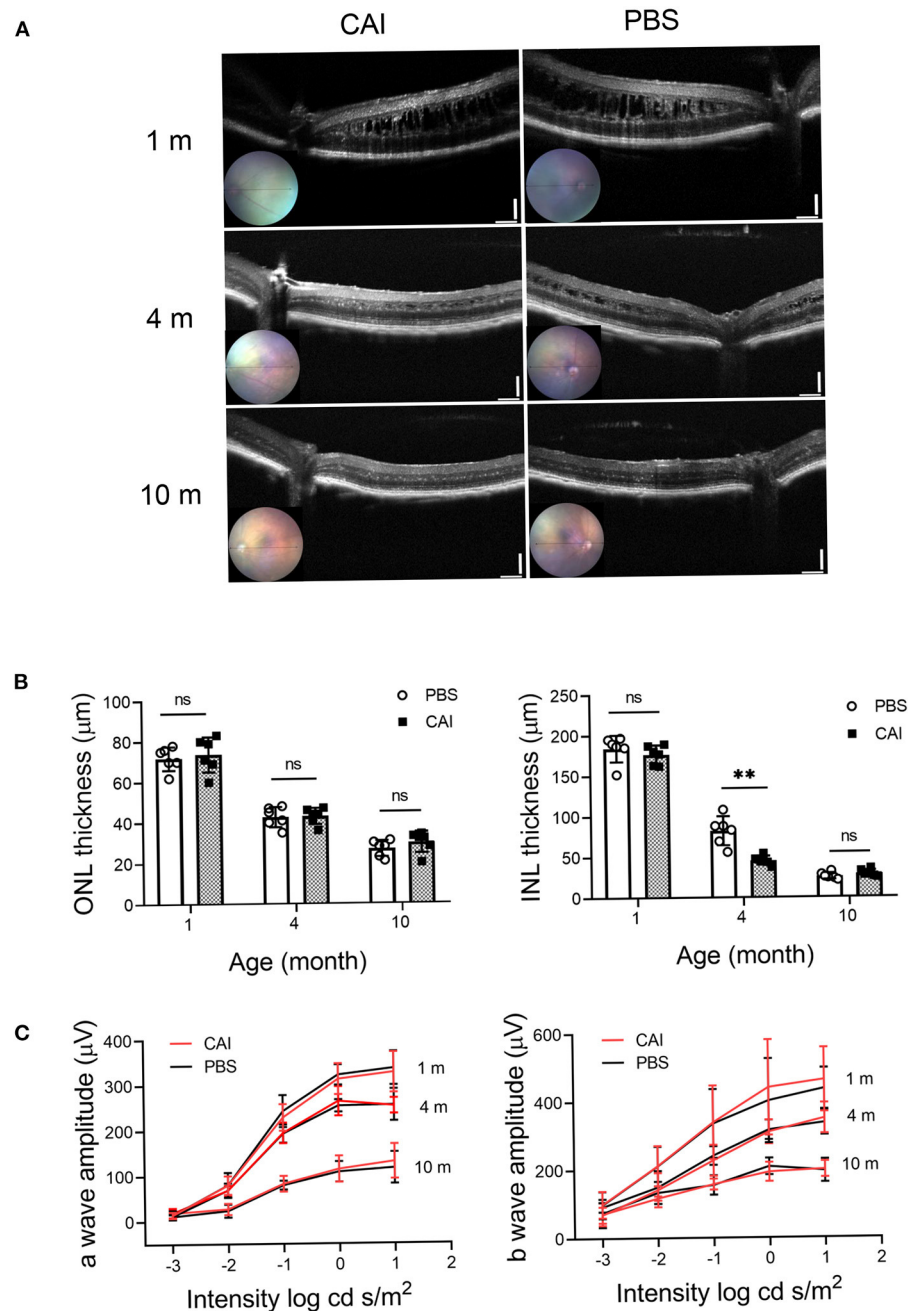 A
CAI
PBS
1 m
4 m
10 m
B
ONL thickness (μm)
100
80
60
40
20
0
ns
ns
ns
PBS
CAI
1
4
10
Age (month)
INL thickness (μm)
250
200
150
100
50
0
ns
**
ns
PBS
CAI
1
4
10
Age (month)
C
a wave amplitude (μV)
400
300
200
100
0
CAI
PBS
1 m
4 m
10 m
-3
-2
-1
0
1
2
Intensity log cd s/m²
b wave amplitude (μV)
600
400
200
0
CAI
PBS
1 m
4 m
10 m
-3
-2
-1
0
1
2
Intensity log cd s/m²